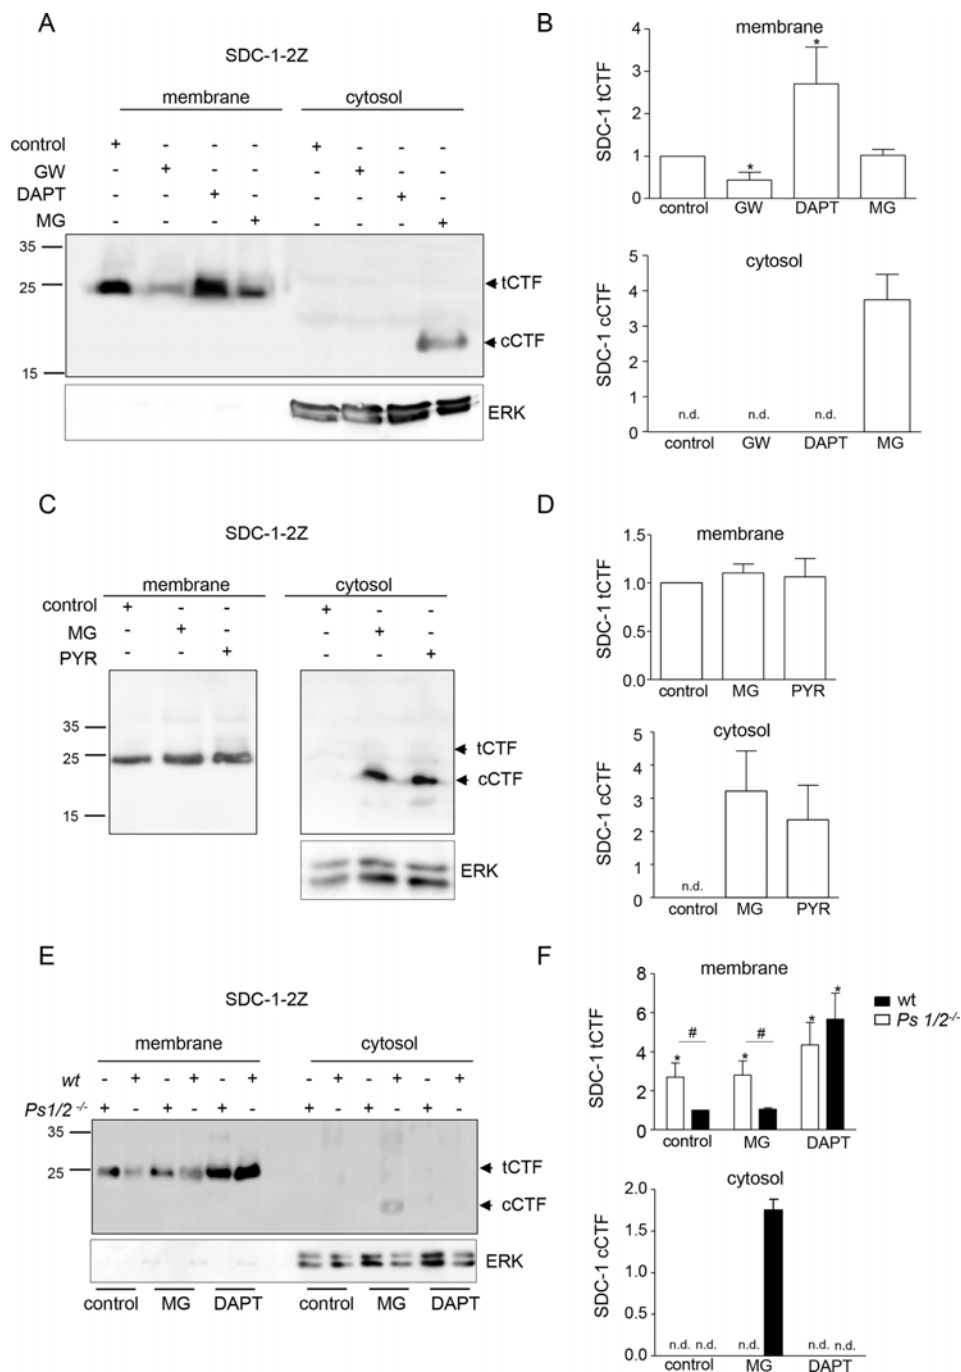 A
SDC-1-2Z
membrane cytosol
control + - - - + - - -
GW - + - - - + - -
DAPT - - + - - - + -
MG - - - + - - - +
35
25
15
tCTF
cCTF
ERK
B
membrane
SDC-1 tCTF
4
3
2
1
0
* *
control GW DAPT MG
cytosol
SDC-1 cCTF
5
4
3
2
1
0
n.d. n.d. n.d.
control GW DAPT MG
C
SDC-1-2Z
membrane cytosol
control + - - + - -
MG - + - - + -
PYR - - + - - +
35
25
15
tCTF
cCTF
ERK
D
membrane
SDC-1 tCTF
1.5
1.0
0.5
0.0
control MG PYR
cytosol
SDC-1 cCTF
5
4
3
2
1
0
n.d.
control MG PYR
E
SDC-1-2Z
membrane cytosol
wt - + - + - + - + - + - +
Ps1/2 -/- + - + - + - + - + - + -
35
25
tCTF
cCTF
ERK
control MG DAPT control MG DAPT
F
membrane
wt
Ps 1/2-/-
SDC-1 tCTF
8
6
4
2
0
* # * # * *
control MG DAPT
cytosol
SDC-1 cCTF
2.0
1.5
1.0
0.5
0.0
n.d. n.d. n.d. n.d. n.d.
control MG DAPT